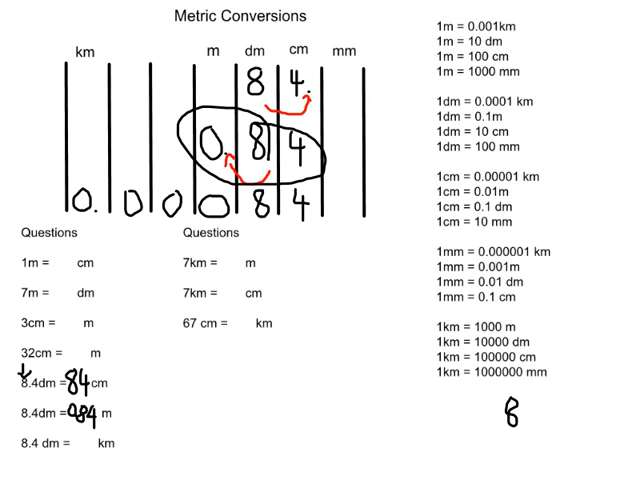 Metric Conversions
km m dm cm mm
8 4.
0. 8 4
0. 0 0 0 8 4
Questions
1m = cm
7m = dm
3cm = m
32cm = m
8.4dm = 84 cm
8.4dm = 0.84 m
8.4 dm = km
Questions
7km = m
7km = cm
67 cm = km
1m = 0.001km
1m = 10 dm
1m = 100 cm
1m = 1000 mm
1dm = 0.0001 km
1dm = 0.1m
1dm = 10 cm
1dm = 100 mm
1cm = 0.00001 km
1cm = 0.01m
1cm = 0.1 dm
1cm = 10 mm
1mm = 0.000001 km
1mm = 0.001m
1mm = 0.01 dm
1mm = 0.1 cm
1km = 1000 m
1km = 10000 dm
1km = 100000 cm
1km = 1000000 mm
8